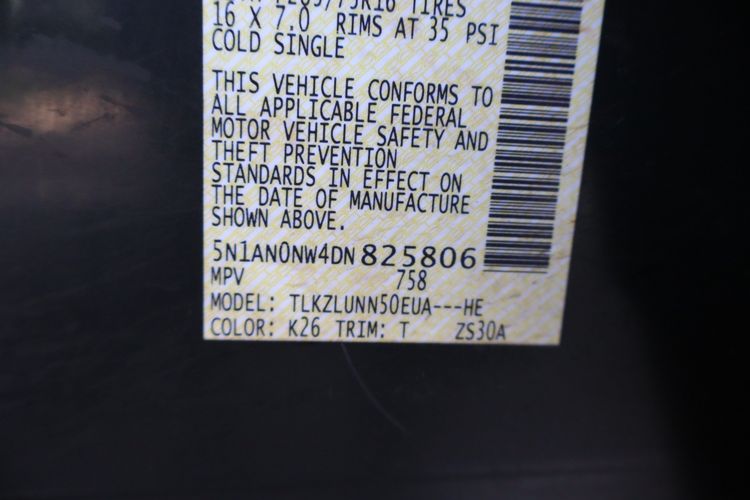 TIRES
16 X 7.0 RIMS AT 35 PSI
COLD SINGLE
THIS VEHICLE CONFORMS TO
ALL APPLICABLE FEDERAL
MOTOR VEHICLE SAFETY AND
THEFT PREVENTION
STANDARDS IN EFFECT ON
THE DATE OF MANUFACTURE
SHOWN ABOVE.
5N1AN0NW4DN825806
MPV 758
MODEL: TLKZLUNN50EUA---HE
COLOR: K26 TRIM: T ZS30A